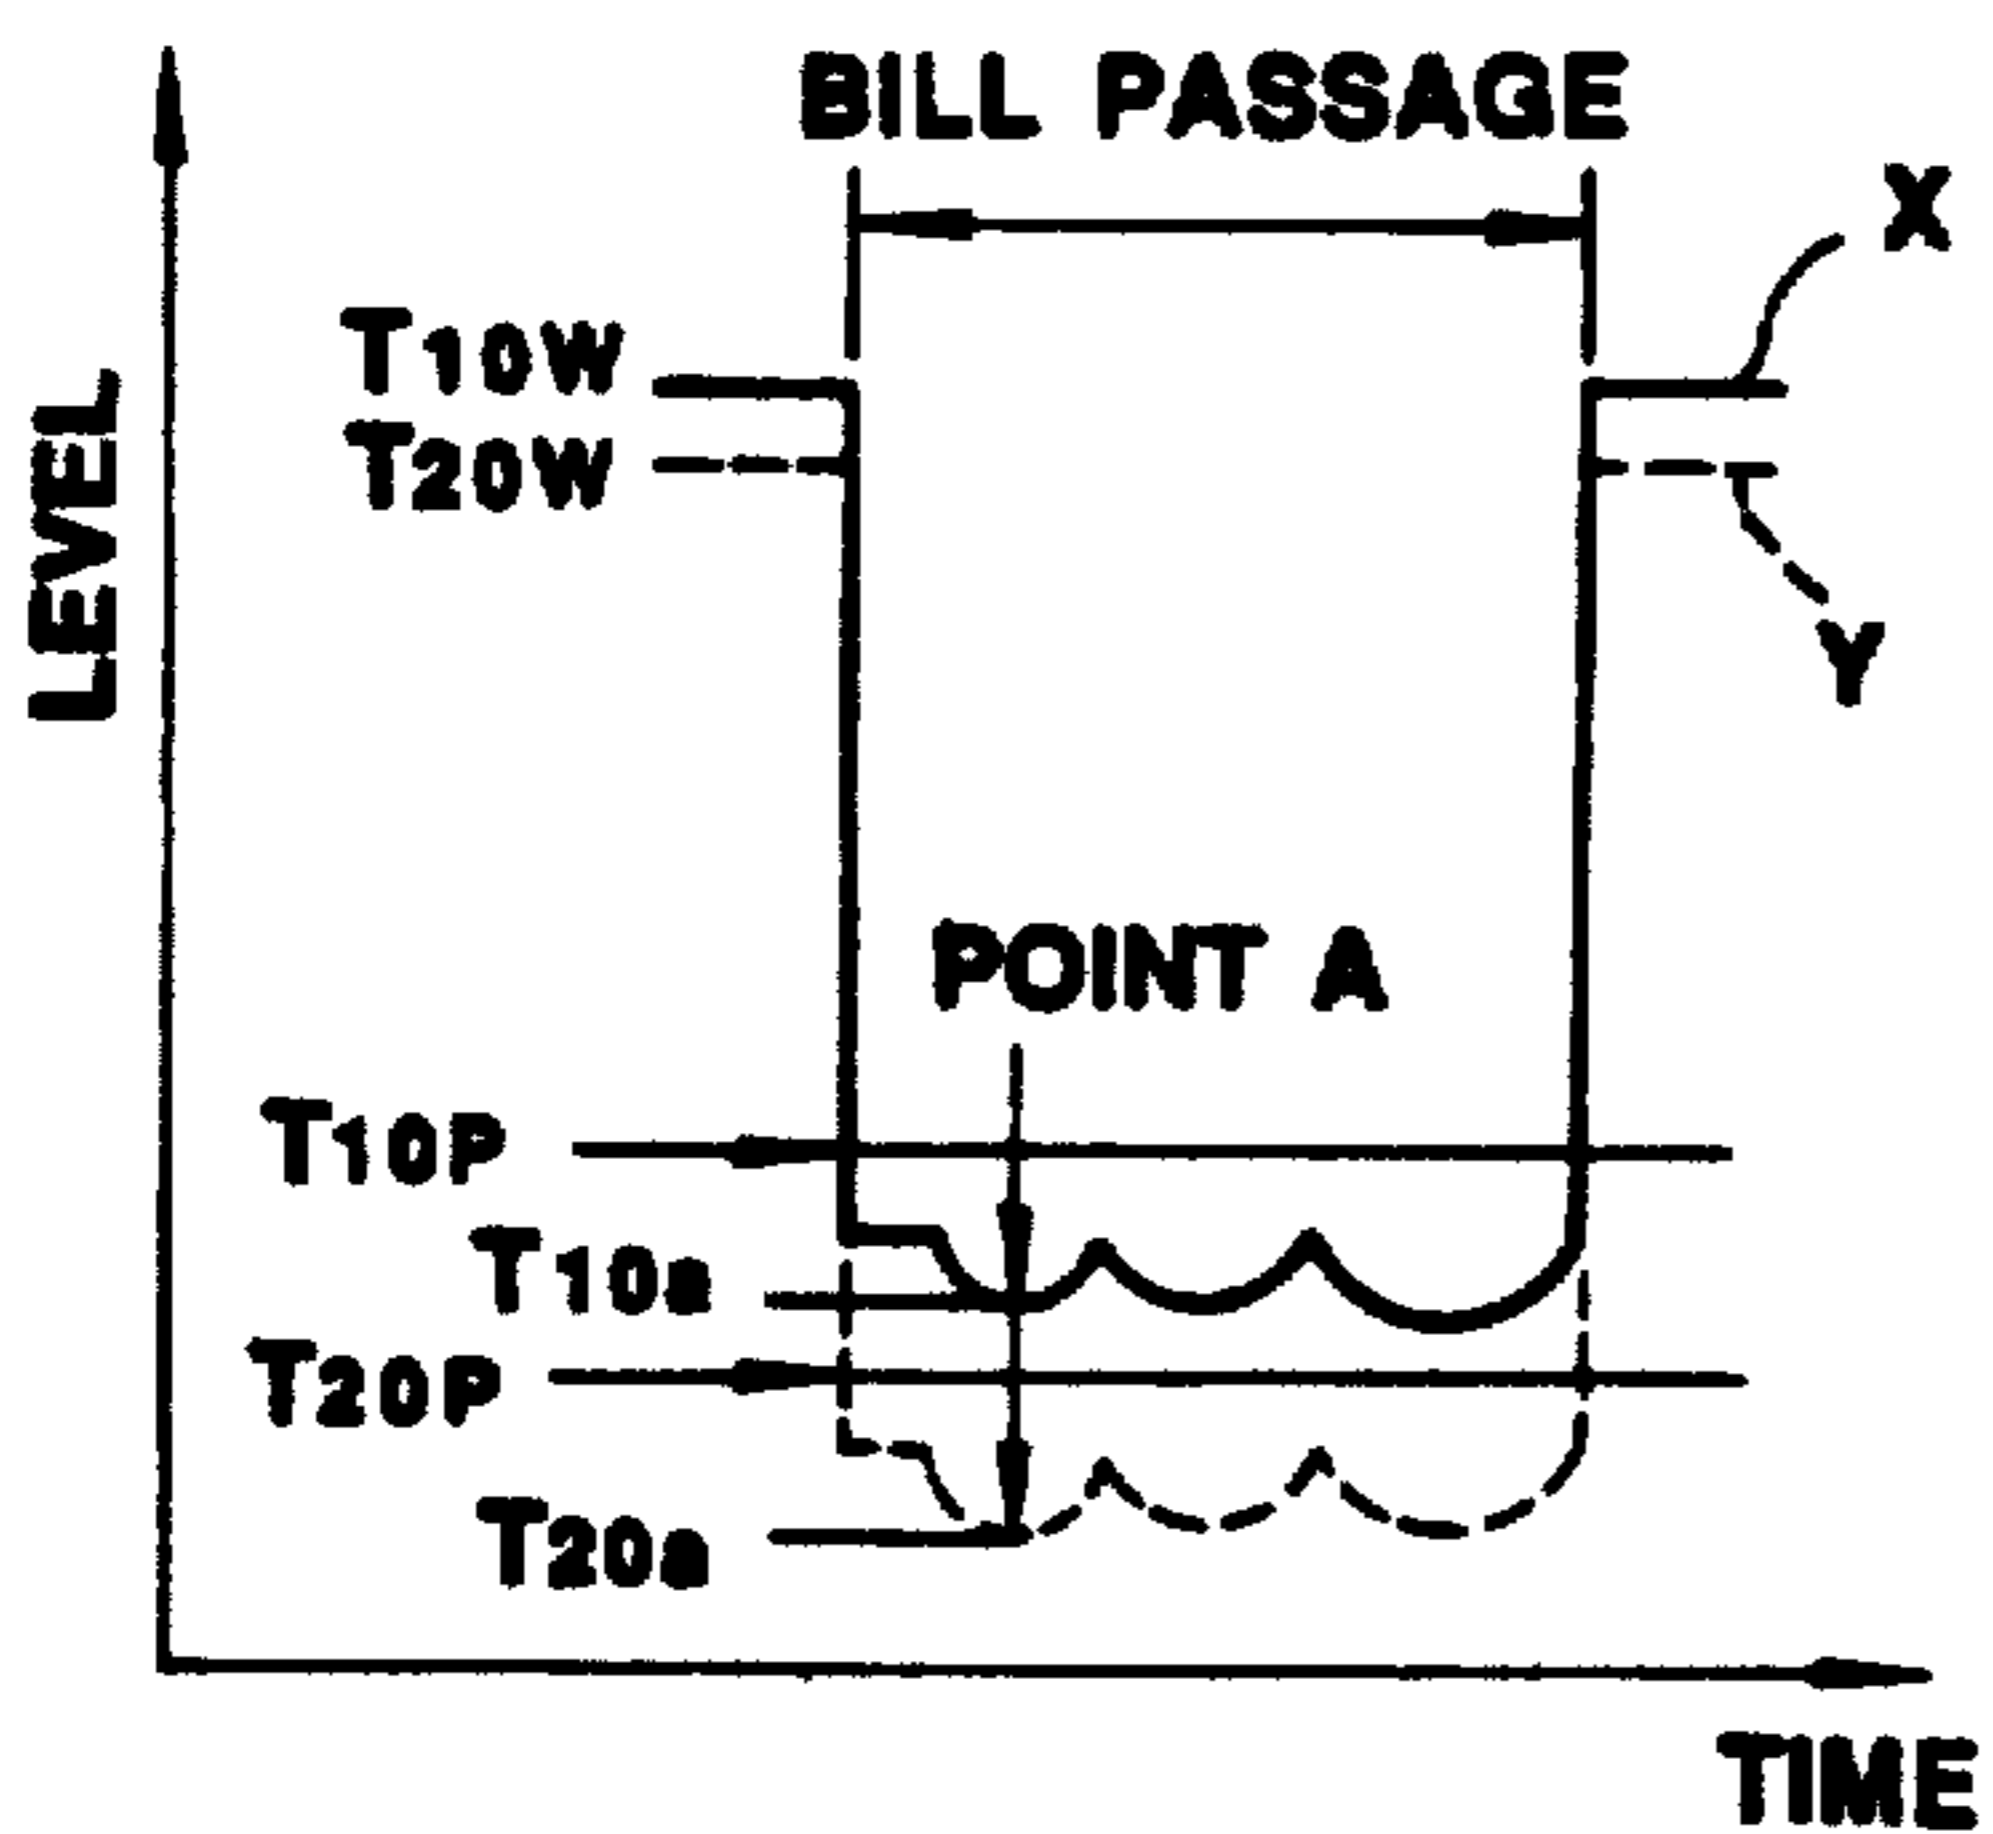 BILL PASSAGE
X
T10W
T20W
LEVEL
Y
POINT A
T10P
T10a
T20P
T20a
TIME